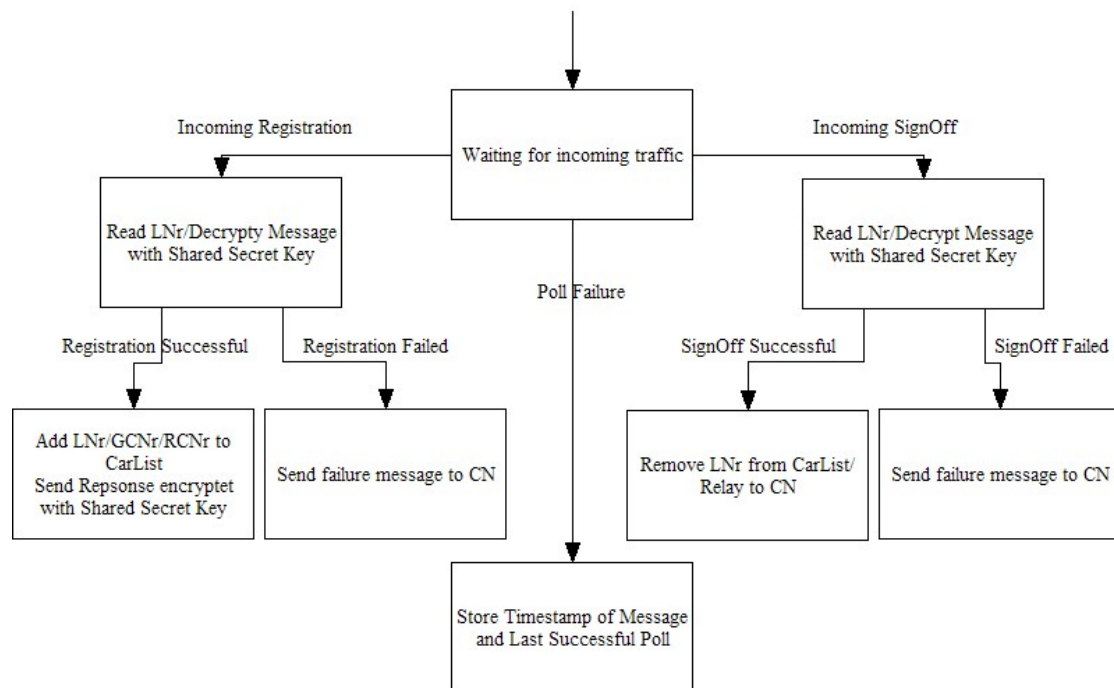 Incoming Registration
Incoming SignOff
Waiting for incoming traffic
Read LNr/Decrypty Message
with Shared Secret Key
Read LNr/Decrypt Message
with Shared Secret Key
Poll Failure
Registration Successful
Registration Failed
SignOff Successful
SignOff Failed
Add LNr/GCNr/RCNr to
CarList
Send Repsonse encryptet
with Shared Secret Key
Send failure message to CN
Remove LNr from CarList/
Relay to CN
Send failure message to CN
Store Timestamp of Message
and Last Successful Poll